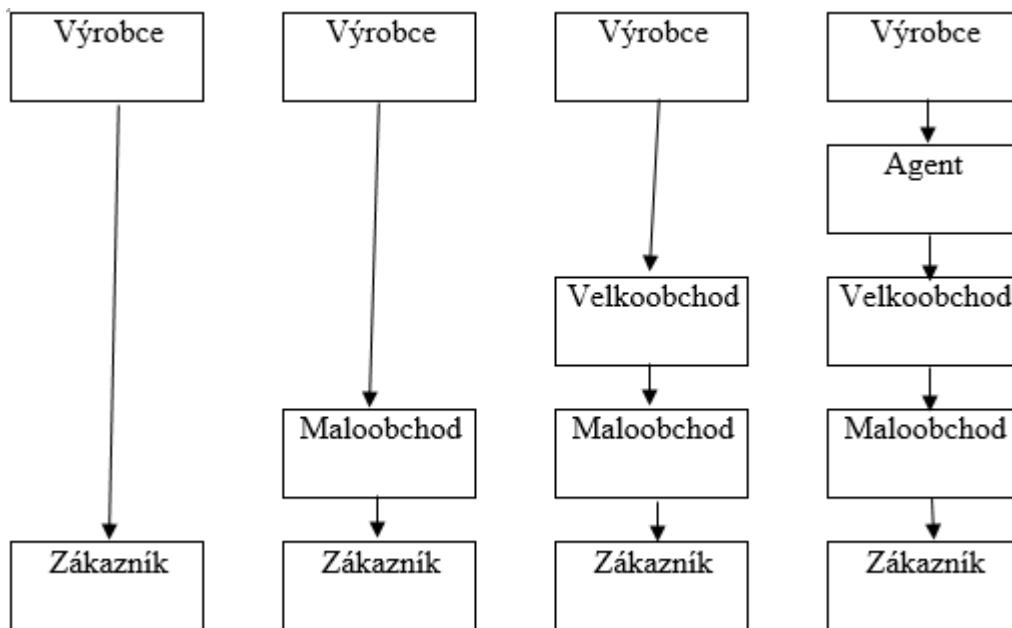 Výrobce
Výrobce
Výrobce
Výrobce
Agent
Velkoobchod
Velkoobchod
Maloobchod
Maloobchod
Maloobchod
Zákazník
Zákazník
Zákazník
Zákazník